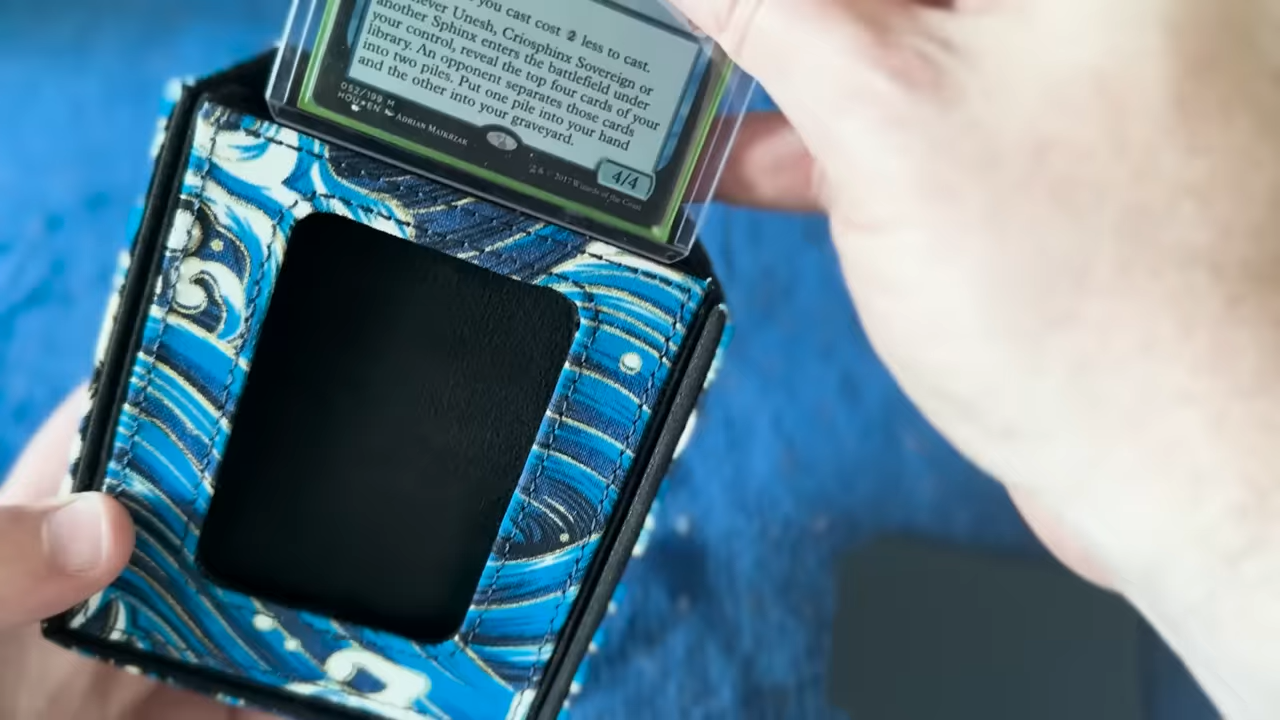 you cast cost 2 less to cast.
ever Unesh, Criosphinx Sovereign or
another Sphinx enters the battlefield under
your control, reveal the top four cards of your
library. An opponent separates those cards
into two piles. Put one pile into your hand
and the other into your graveyard.
052/199 M
HOU • EN ADRIAN MAJKRZAK
4/4
™ & © 2017 Wizards of the Coast